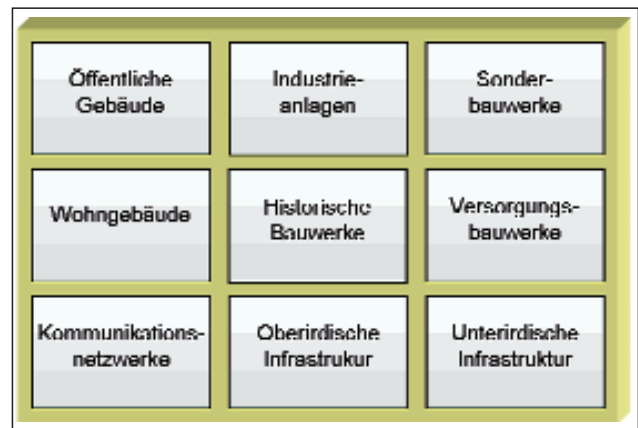 Öffentliche
Gebäude
Industrie-
anlagen
Sonder-
bauwerke
Wohngebäude
Historische
Bauwerke
Versorgungs-
bauwerke
Kommunikations-
netzwerke
Oberirdische
Infrastrukur
Unterirdische
Infrastruktur